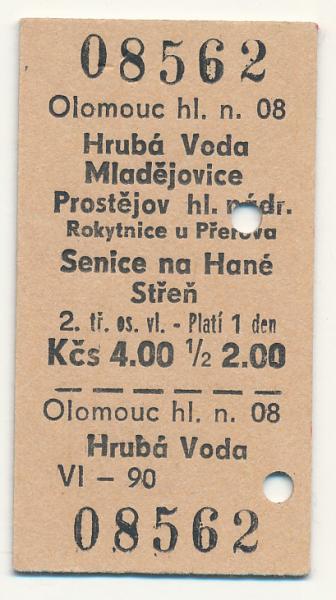 08562
Olomouc hl. n. 08
Hrubá Voda
Mladějovice
Prostějov hl. nádr.
Rokytnice u Přerova
Senice na Hané
Střeň
2. tř. os. vl. - Platí 1 den
Kčs 4.00 ½ 2.00
Olomouc hl. n. 08
Hrubá Voda
VI - 90
08562